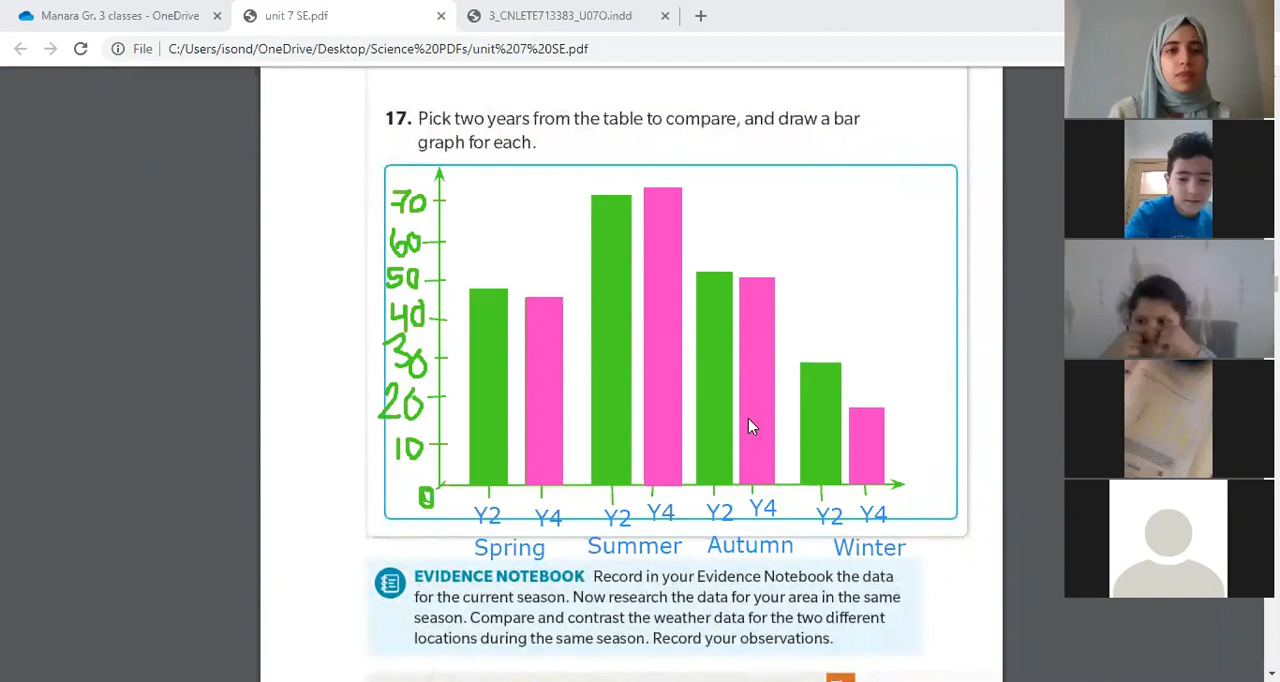 Manara Gr. 3 classes - OneDrive
unit 7 SE.pdf
3_CNLETE713383_U07O.indd
File
C:/Users/isond/OneDrive/Desktop/Science%20PDFs/unit%207%20SE.pdf
17. Pick two years from the table to compare, and draw a bar
graph for each.
70
60
50
40
30
20
10
0
Y2 Y4 Y2 Y4 Y2 Y4 Y2 Y4
Spring Summer Autumn Winter
EVIDENCE NOTEBOOK Record in your Evidence Notebook the data
for the current season. Now research the data for your area in the same
season. Compare and contrast the weather data for the two different
locations during the same season. Record your observations.